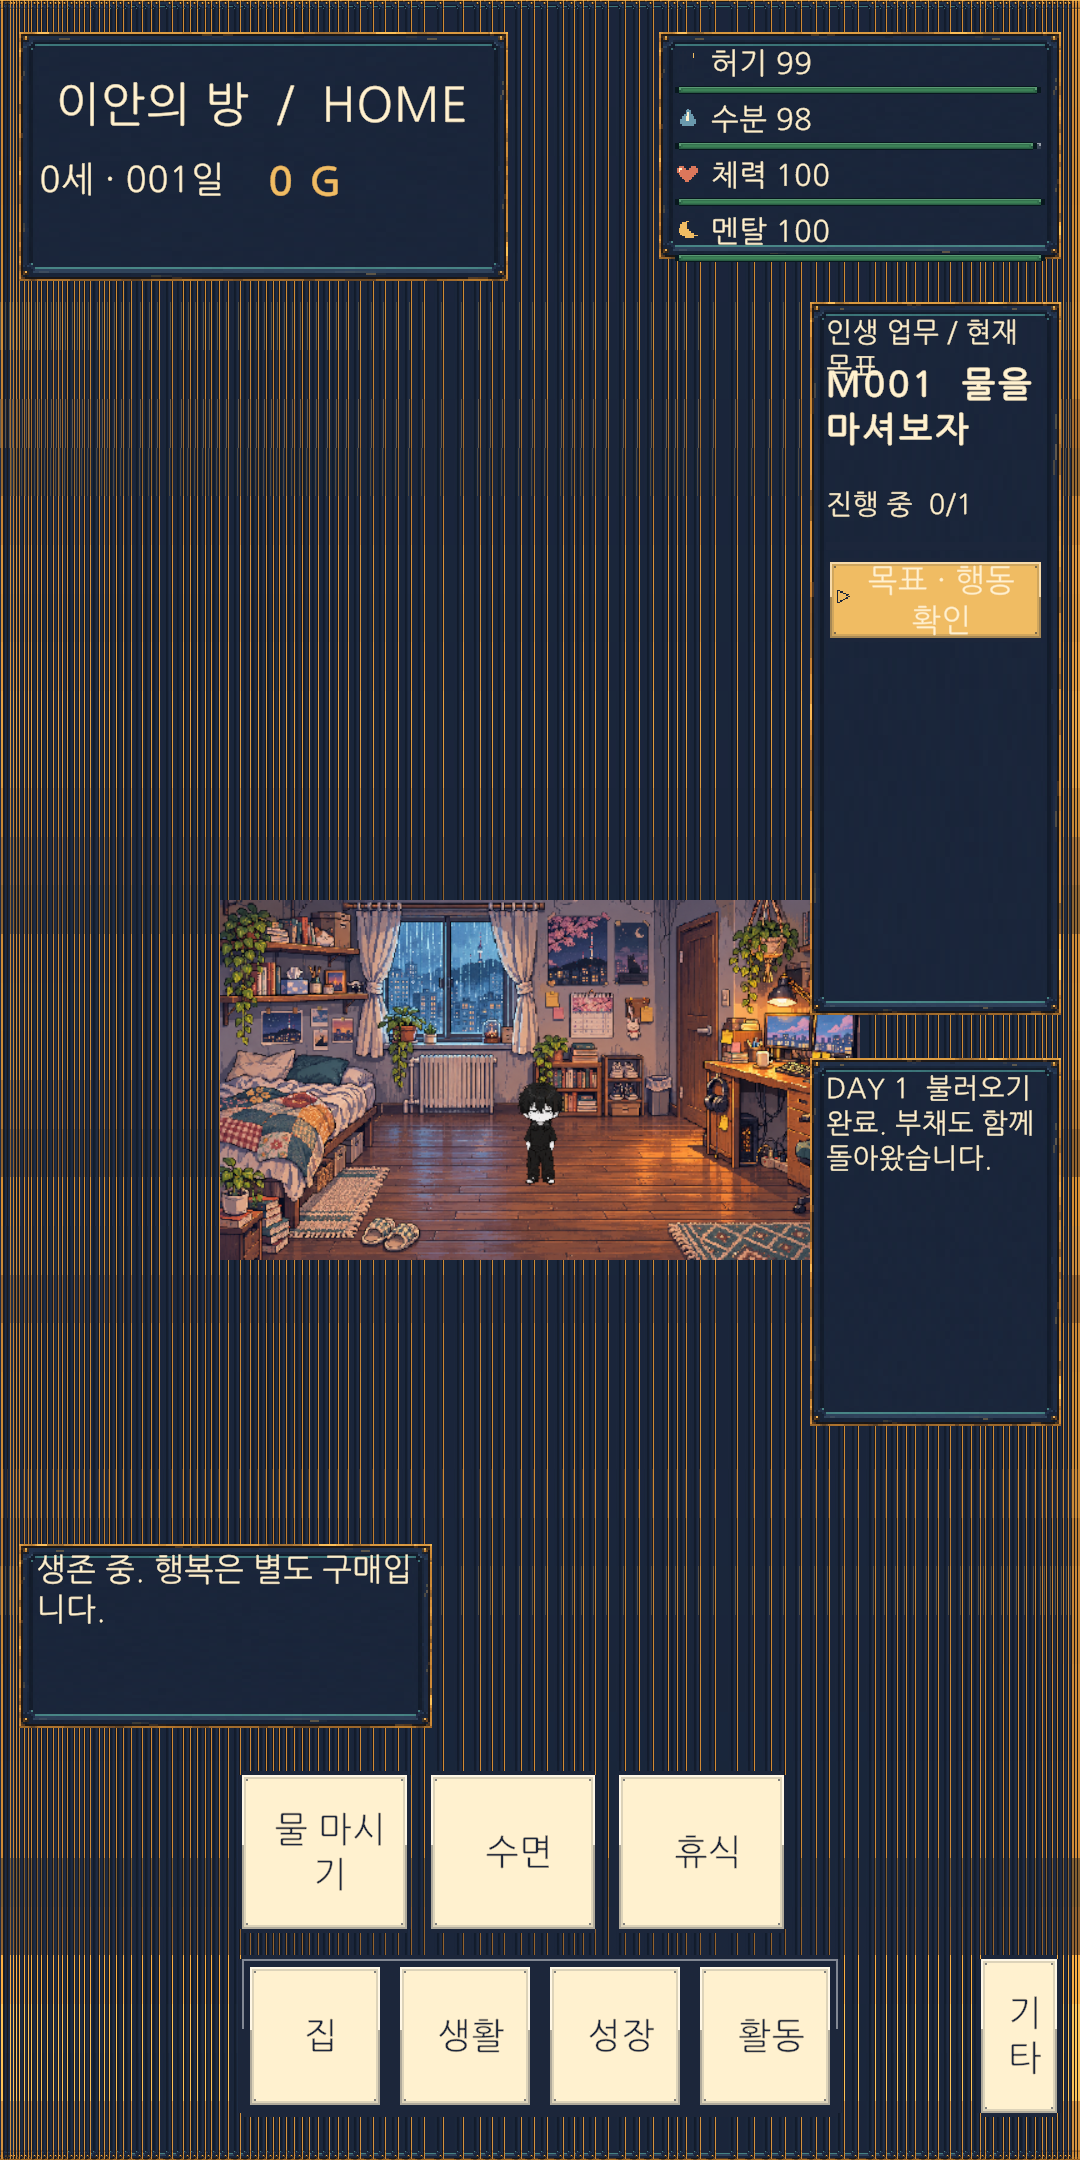 이안의 방 / HOME
0세 · 001일 0 G
허기 99
수분 98
체력 100
멘탈 100
인생 업무 / 현재
목표
M001 물을
마셔보자
진행 중 0/1
목표 · 행동
확인
DAY 1 불러오기
완료. 부채도 함께
돌아왔습니다.
생존 중. 행복은 별도 구매입
니다.
물 마시
기
수면
휴식
집
생활
성장
활동
기
타